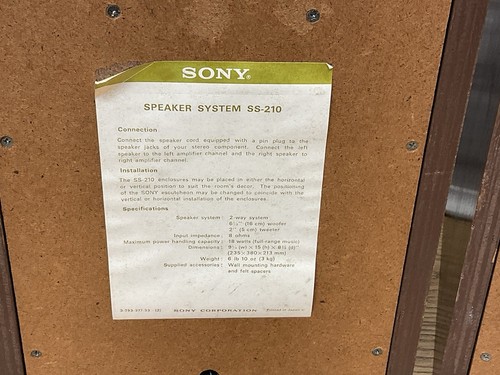 SONY®
SPEAKER SYSTEM SS-210
Connection
Connect the speaker cord equipped with a pin plug to the
speaker jacks of your stereo component. Connect the left
speaker to the left amplifier channel and the right speaker to
right amplifier channel.
Installation
The SS-210 enclosures may be placed in either the horizontal
or vertical position to suit the room's decor. The positioning
of the SONY escutcheon may be changed to coincide with the
vertical or horizontal installation of the enclosures.
Specifications
Speaker system: 2-way system
(16 cm) woofer
2" (5 cm) tweeter
Input impedance: 8 ohms
Maximum power handling capacity: 18 watts (full-range music)
Dimensions: (w) × 15 (h) × (d)"
(235×380×213 mm)
Weight: 6 lb 10 oz (3 kg)
Supplied accessories: Wall mounting hardware
and felt spacers
SONY CORPORATION